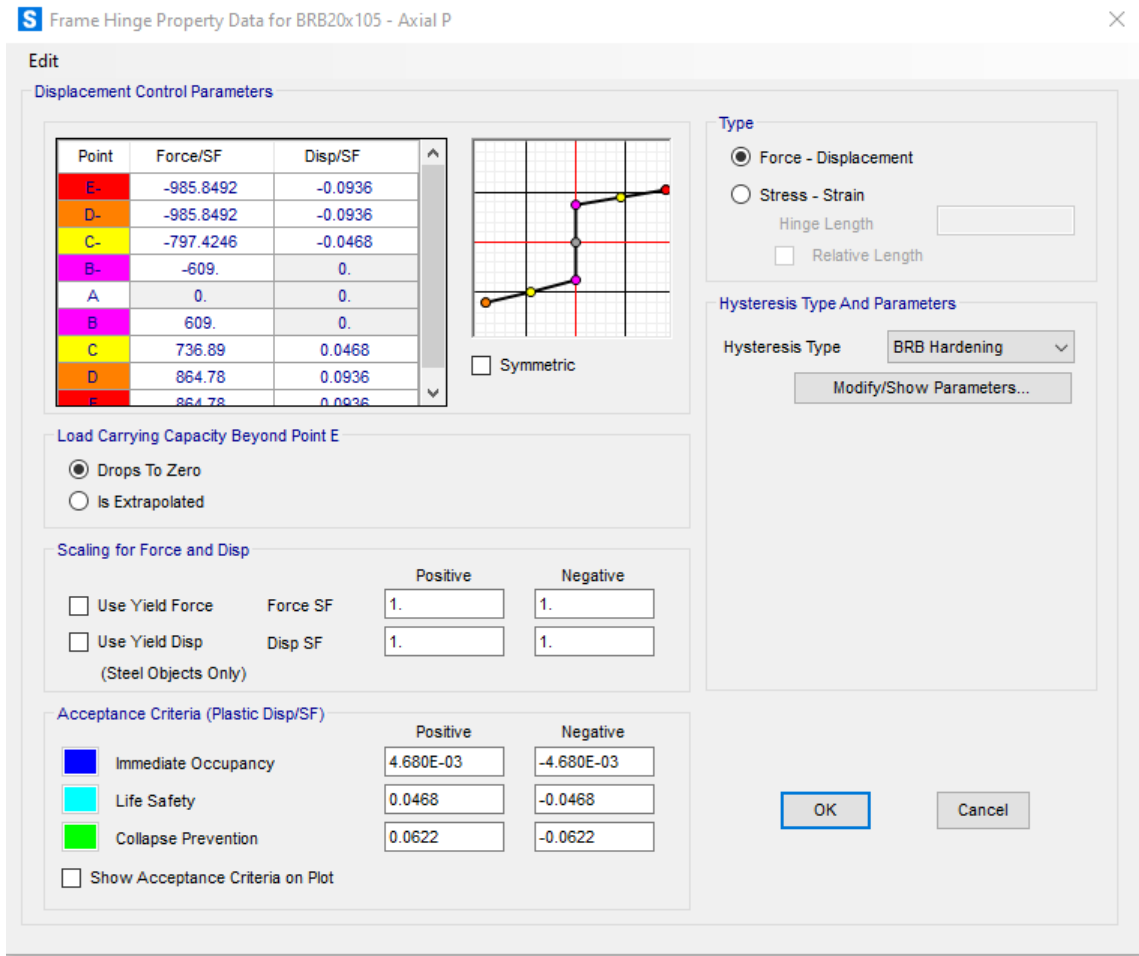 S Frame Hinge Property Data for BRB20x105 - Axial P
Edit
Displacement Control Parameters
Point Force/SF Disp/SF
E- -985.8492 -0.0936
D- -985.8492 -0.0936
C- -797.4246 -0.0468
B- -609. 0.
A 0. 0.
B 609. 0.
C 736.89 0.0468
D 864.78 0.0936
E 864.78 0.0936
Symmetric
Load Carrying Capacity Beyond Point E
Drops To Zero
Is Extrapolated
Scaling for Force and Disp
Positive Negative
Use Yield Force Force SF 1. 1.
Use Yield Disp Disp SF 1. 1.
(Steel Objects Only)
Acceptance Criteria (Plastic Disp/SF)
Positive Negative
Immediate Occupancy 4.680E-03 -4.680E-03
Life Safety 0.0468 -0.0468
Collapse Prevention 0.0622 -0.0622
Show Acceptance Criteria on Plot
Type
Force - Displacement
Stress - Strain
Hinge Length
Relative Length
Hysteresis Type And Parameters
Hysteresis Type BRB Hardening
Modify/Show Parameters...
OK Cancel